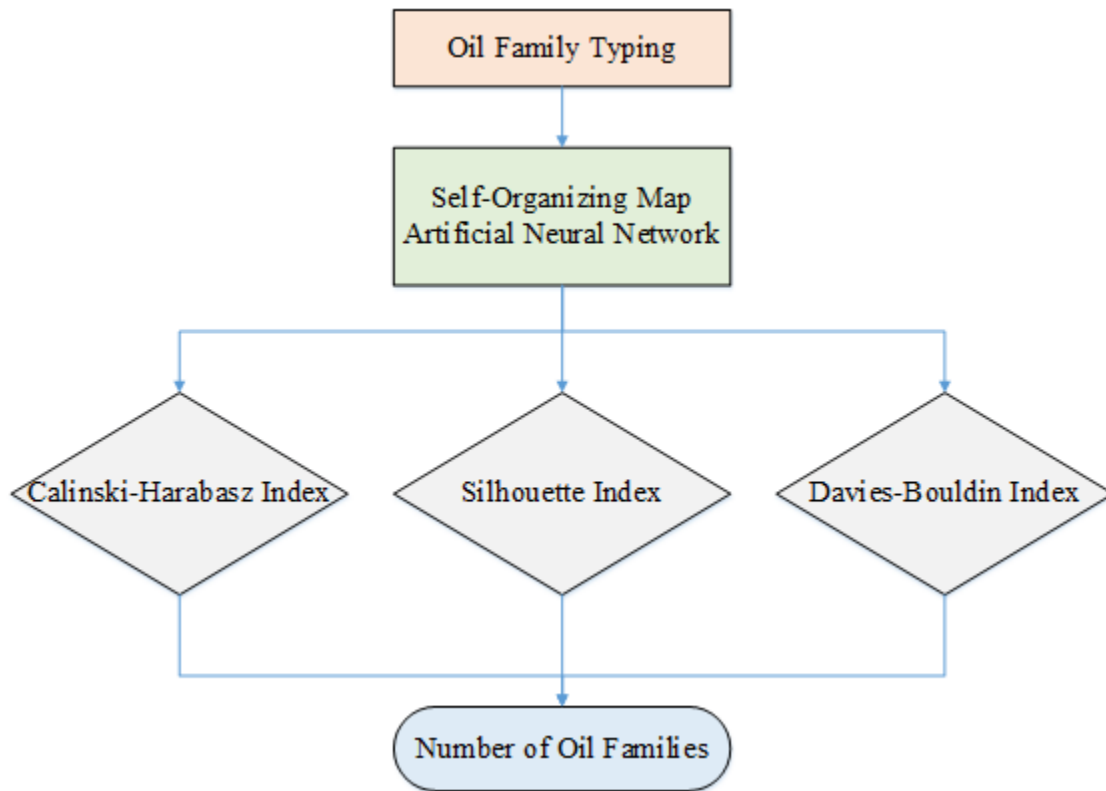 Oil Family Typing
Self-Organizing Map
Artificial Neural Network
Calinski-Harabasz Index
Silhouette Index
Davies-Bouldin Index
Number of Oil Families